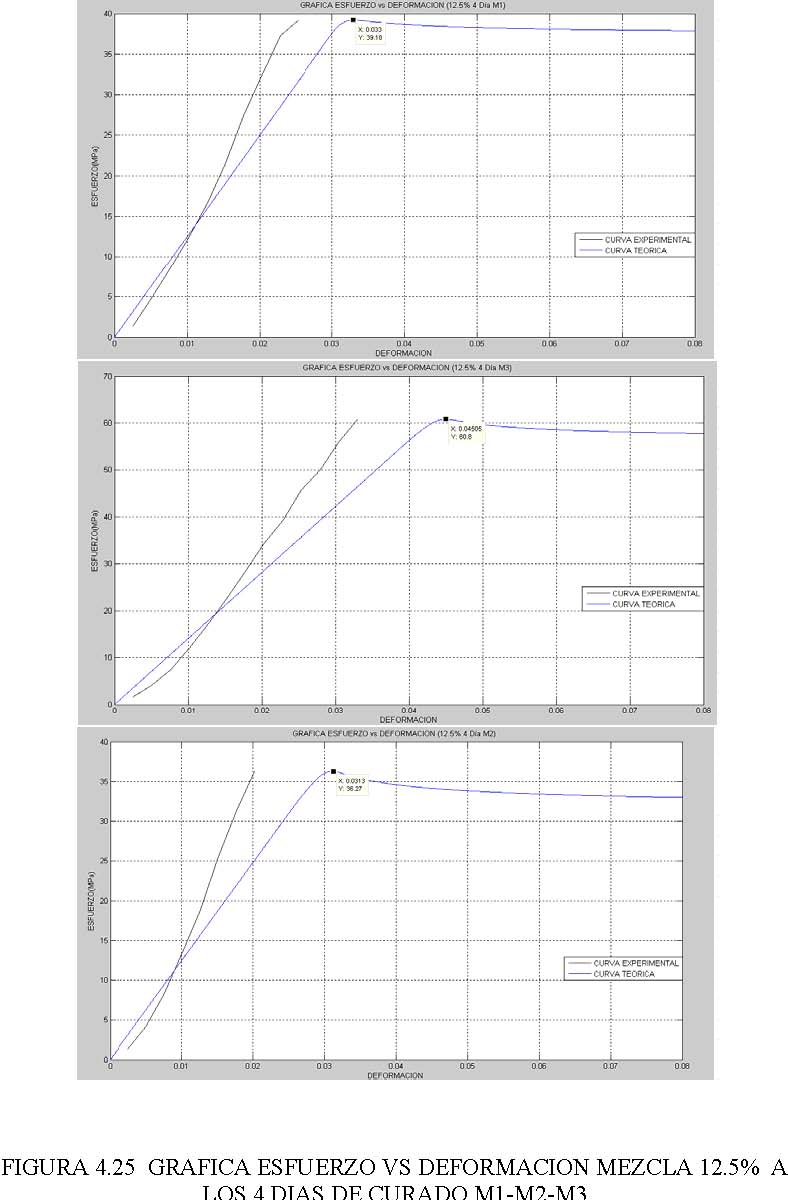 GRAFICA ESFUERZO vs DEFORMACION (12.5% 4 Dia M1)
40
35
30
25
20
15
10
5
0
ESFUERZO(MPa)
X: 0.033
Y: 39.18
CURVA EXPERIMENTAL
CURVA TEORICA
0 0.01 0.02 0.03 0.04 0.05 0.06 0.07 0.08
DEFORMACION
GRAFICA ESFUERZO vs DEFORMACION (12.5% 4 Dia M3)
70
60
50
40
30
20
10
0
ESFUERZO(MPa)
X: 0.04505
Y: 60.8
CURVA EXPERIMENTAL
CURVA TEORICA
0 0.01 0.02 0.03 0.04 0.05 0.06 0.07 0.08
DEFORMACION
GRAFICA ESFUERZO vs DEFORMACION (12.5% 4 Dia M2)
40
35
30
25
20
15
10
5
0
ESFUERZO(MPa)
X: 0.0313
Y: 36.27
CURVA EXPERIMENTAL
CURVA TEORICA
0 0.01 0.02 0.03 0.04 0.05 0.06 0.07 0.08
DEFORMACION
FIGURA 4.25 GRAFICA ESFUERZO VS DEFORMACION MEZCLA 12.5% A
LOS 4 DIAS DE CURADO M1-M2-M3